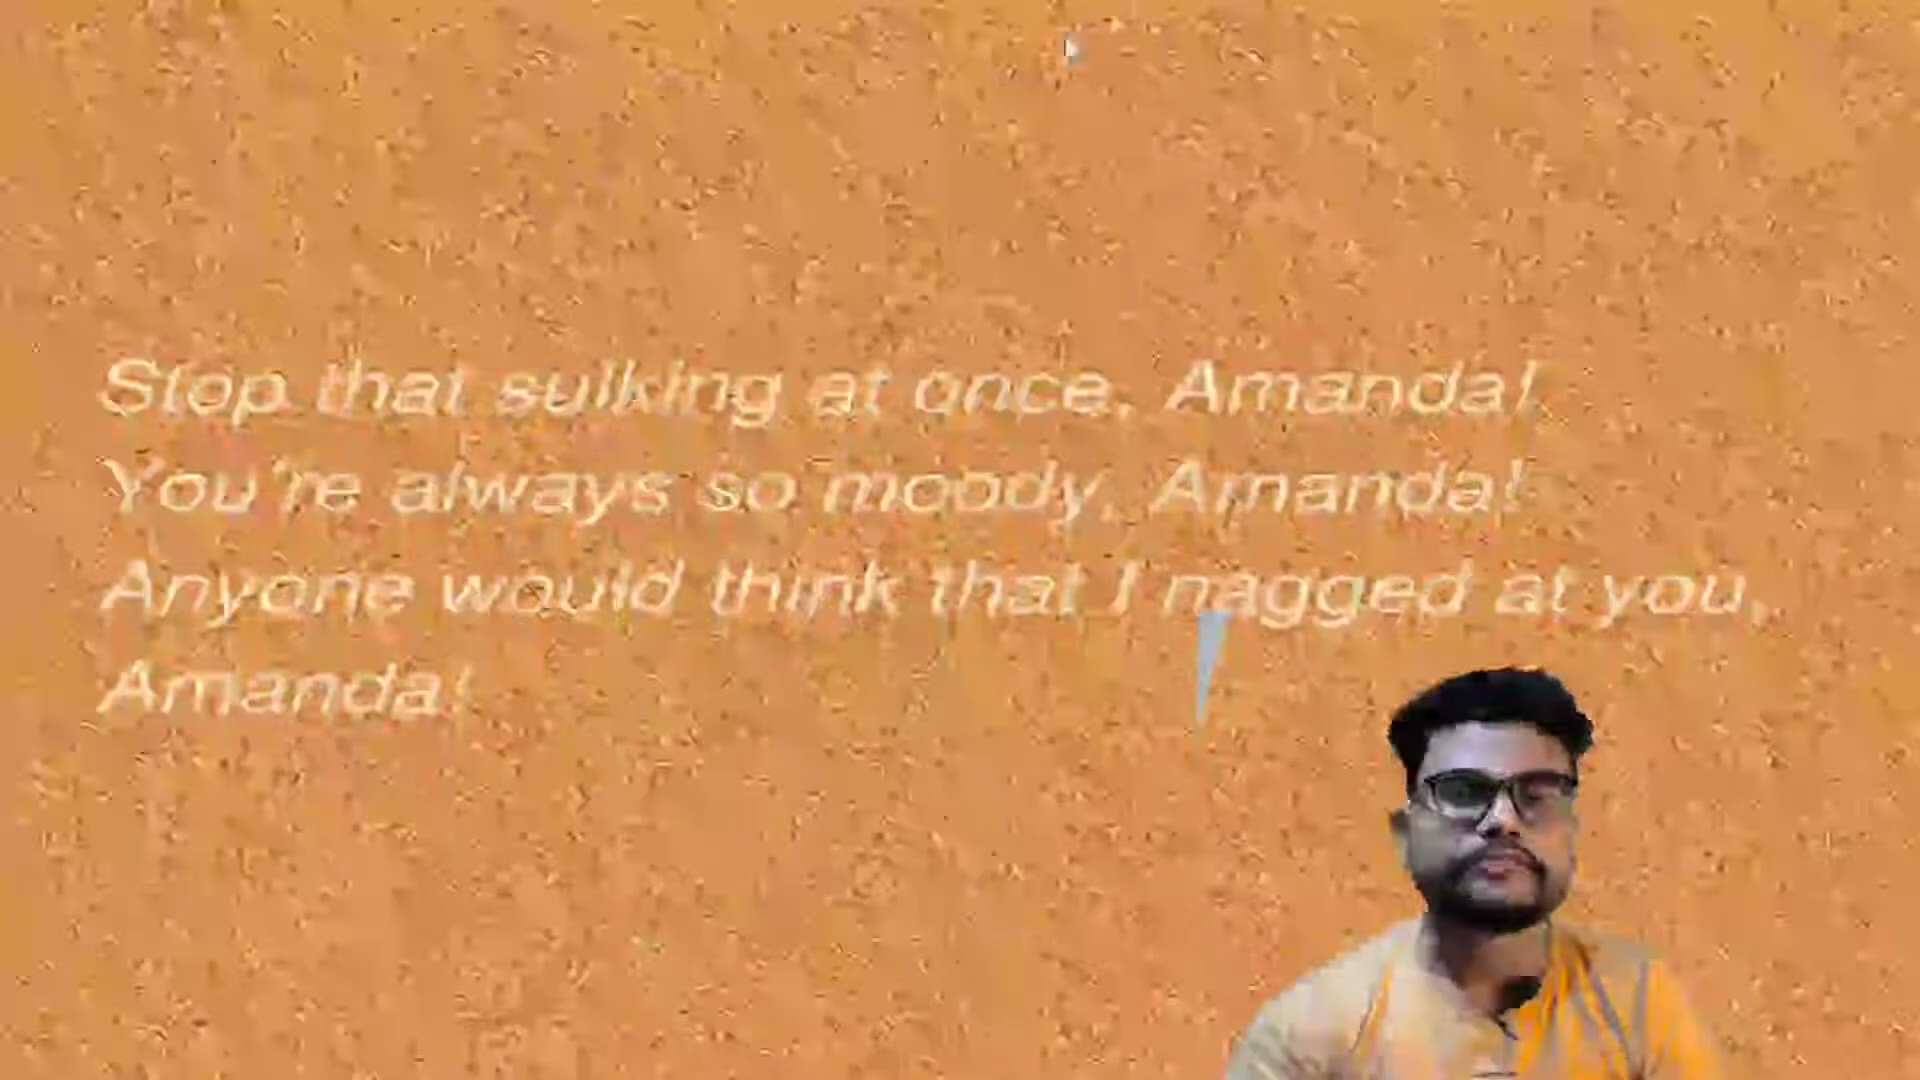 Stop that sulking at once, Amanda!
You're always so moody, Amanda!
Anyone would think that I nagged at you,
Amanda!